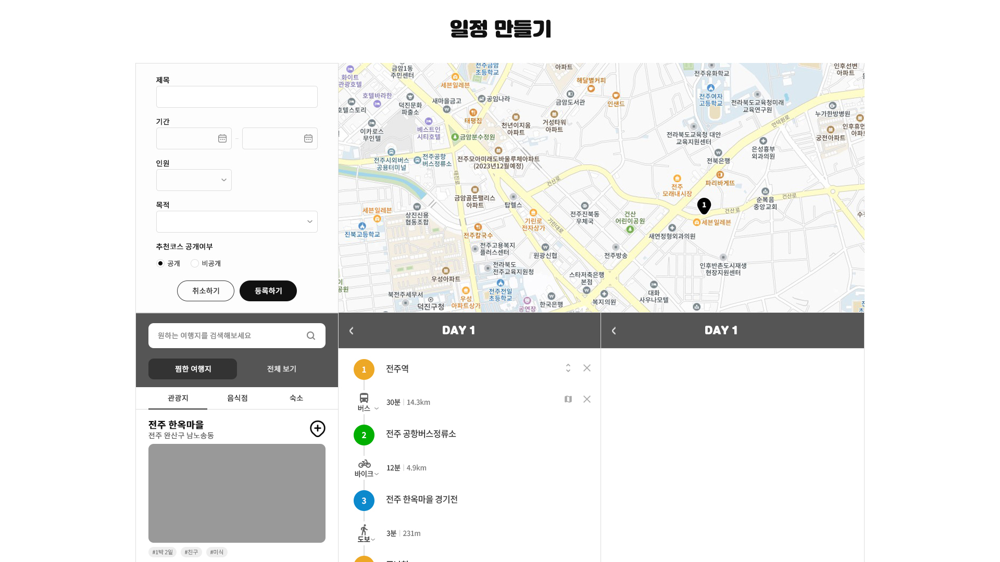 일정 만들기
제목
기간
–
인원
목적
추천코스 공개여부
공개
비공개
취소하기
등록하기
금암1동
주민센터
전주금암
초등학교
아파트
전주유화학교
인후선변
아파트
화이트
관광호텔
세븐일레븐
해달별커피
호텔바라한
새마을금고
공임나라
금암도서관
인샌드
전주여자
고등학교
전라북도교육청미래
교육연구원
호텔스토리
덕진문화
파출소
태평집
누가한방병원
안덕원로
이카로스
무인텔
베스트인
시티호텔
천년이지움
아파트
거성타워
아파트
인후휴먼
아파트
궁전아파트
금암분수정원
전라북도교육청 대안
교육지원센터
은성흉부
외과의원
전주시외버스
공용터미널
전주공항
버스정류소
전주모아미래도바울루체아파트
(2023년12월예정)
전북은행
태진로
건산로
전주
모래내시장
파리바게뜨
금암골든팰리스
아파트
탑헬스
순복음
중앙교회
건산로
1
건산로
세븐일레븐
상진신용
협동조합
기린로
전자상가
기린대로
전주진북동
우체국
건산
어린이공원
세븐일레븐
진북고등학교
전주칼국수
새연정형외과의원
전주고용복지
플러스센터
원광신협
전주방송
전라북도
전주교육지원청
인후반촌도시재생
현장지원센터
우성아파트
스타저축은행
본점
공원
북전주세무서
덕진구청
우성
아파트상가
전주전일
초등학교
공연장
한국은행
복지의원
대화
사우나모텔
원하는 여행지를 검색해보세요
찜한 여행지
전체 보기
관광지
음식점
숙소
전주 한옥마을
전주 완산구 남노송동
#1박 2일
#친구
#미식
DAY 1
1
전주역
버스
30분
14.3km
2
전주 공항버스정류소
바이크
12분
4.9km
3
전주 한옥마을 경기전
도보
3분
231m
DAY 1